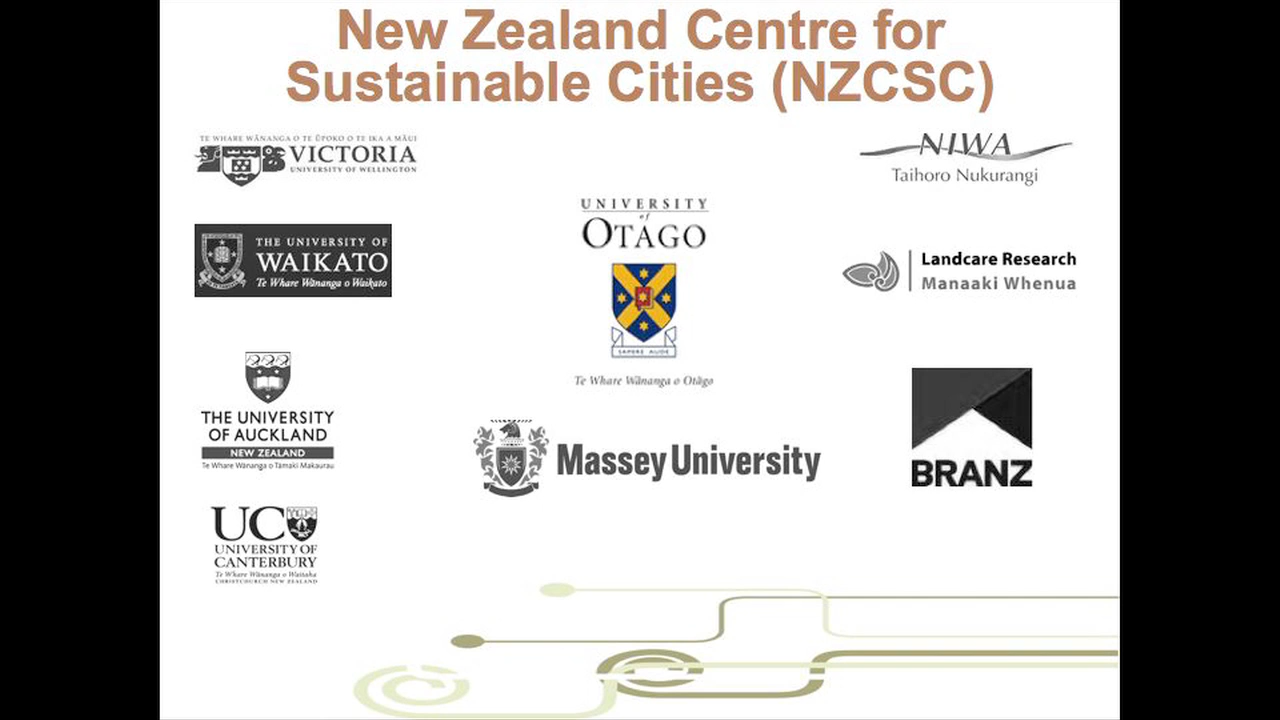 New Zealand Centre for
Sustainable Cities (NZCSC)
TE WHARE WĀNANGA O TE ŪPOKO O TE IKA A MĀUI
VICTORIA
UNIVERSITY OF WELLINGTON
NIWA
Taihoro Nukurangi
UNIVERSITY
of
OTAGO
SAPERE AUDE
Te Whare Wānanga o Otāgo
THE UNIVERSITY OF
WAIKATO
Te Whare Wānanga o Waikato
Landcare Research
Manaaki Whenua
THE UNIVERSITY
OF AUCKLAND
NEW ZEALAND
Te Whare Wānanga o Tāmaki Makaurau
Massey University
BRANZ
UC
UNIVERSITY OF
CANTERBURY
Te Whare Wānanga o Waitaha
CHRISTCHURCH NEW ZEALAND